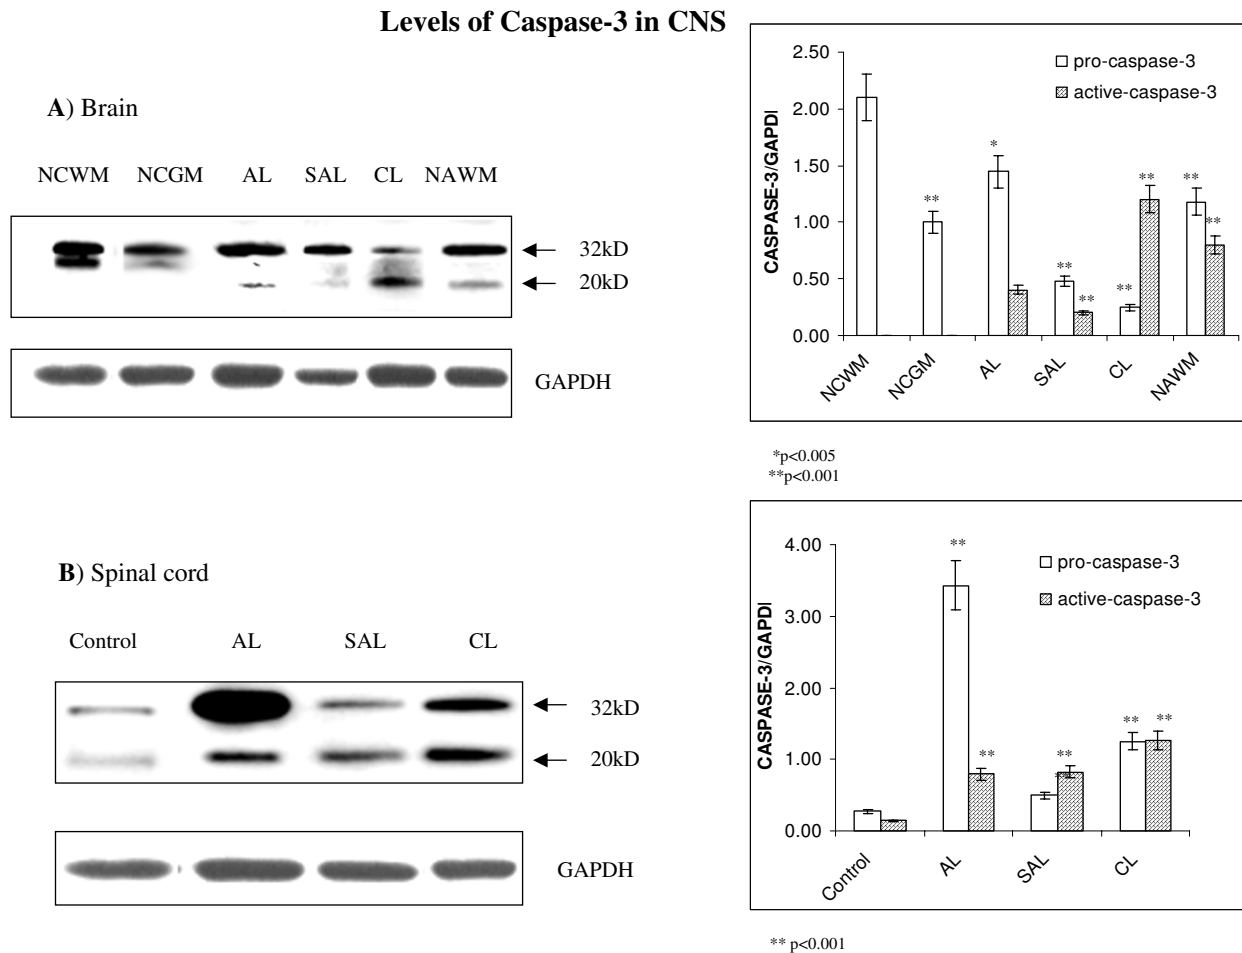 Levels of Caspase-3 in CNS
A) Brain
NCWM NCGM AL SAL CL NAWM
32kD
20kD
GAPDH
2.50
2.00
1.50
1.00
0.50
0.00
CASPASE-3/GAPD
pro-caspase-3
active-caspase-3
*
**
**
**
**
**
**
**
NCWM
NCGM
AL
SAL
CL
NAWM
*p<0.005
**p<0.001
B) Spinal cord
Control AL SAL CL
32kD
20kD
GAPDH
4.00
3.00
2.00
1.00
0.00
CASPASE-3/GAPD
pro-caspase-3
active-caspase-3
**
**
**
**
**
**
Control
AL
SAL
CL
** p<0.001